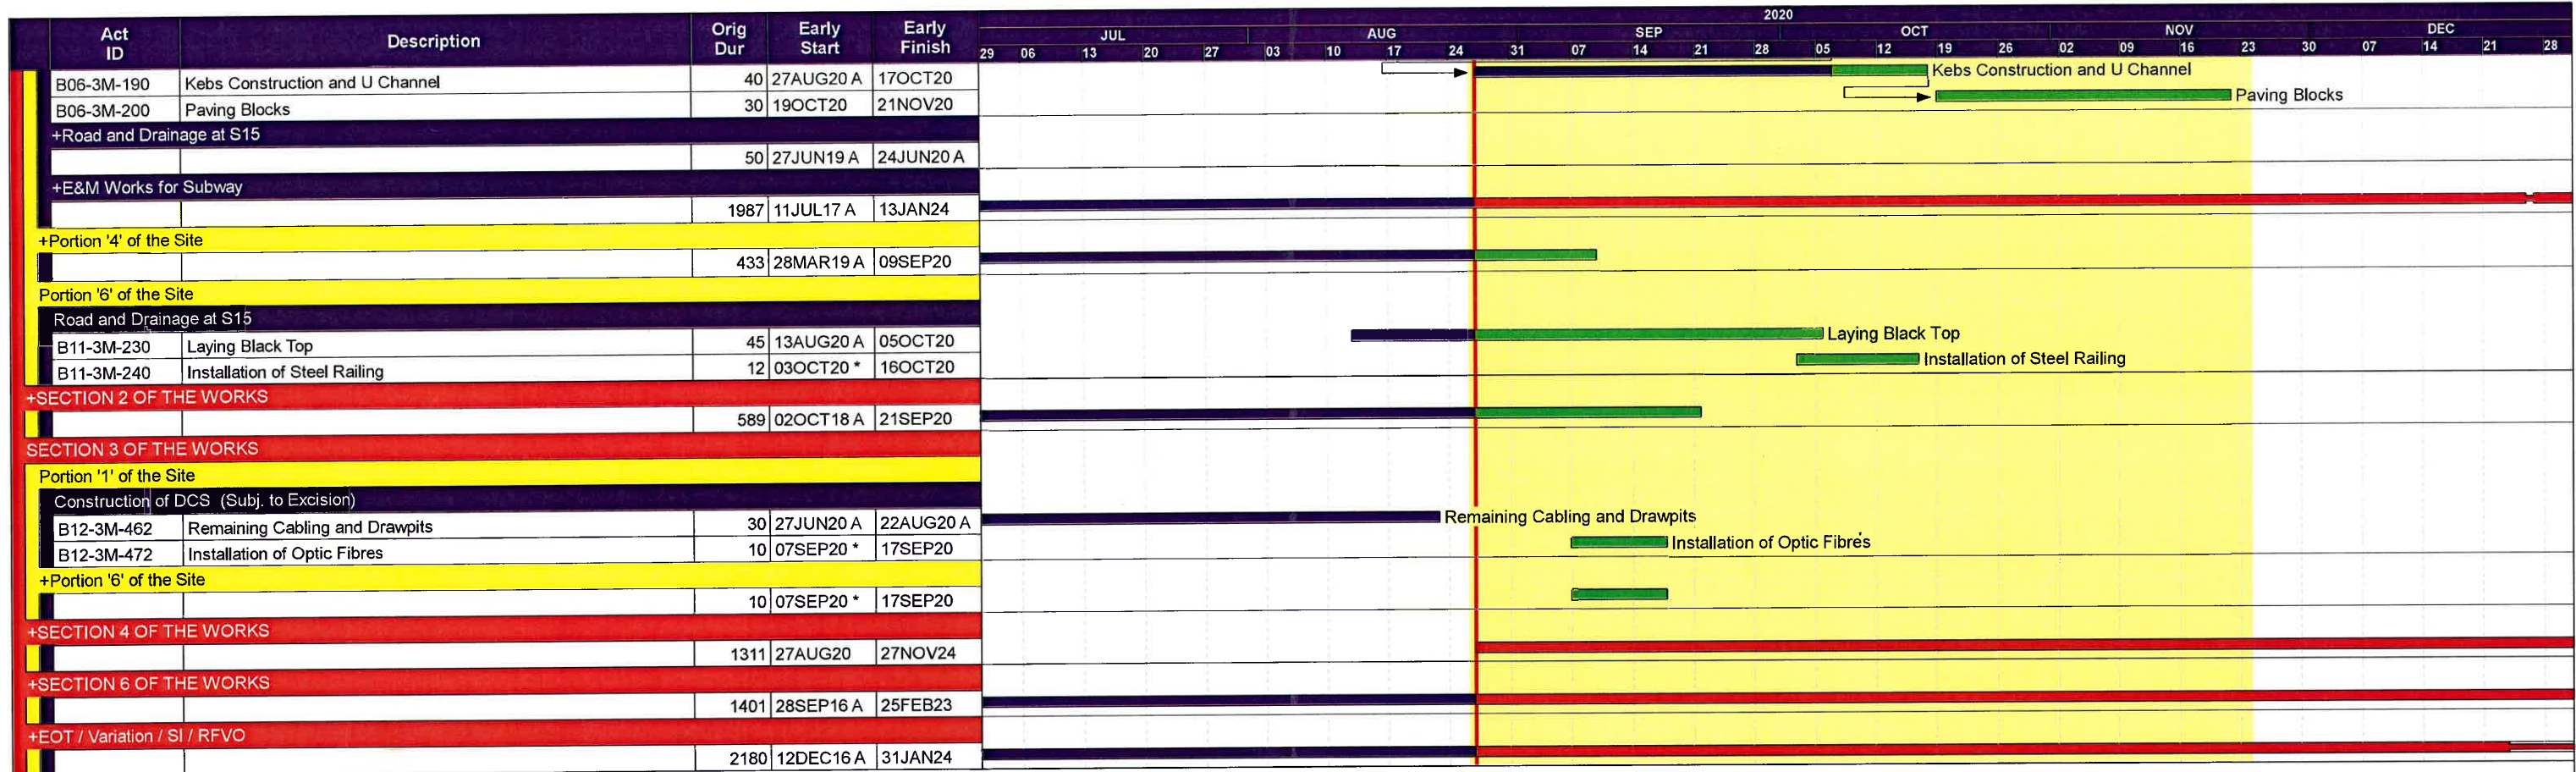 Act ID Description Orig Dur Early Start Early Finish
2020
JUL AUG SEP OCT NOV DEC
29 06 13 20 27 03 10 17 24 31 07 14 21 28 05 12 19 26 02 09 16 23 30 07 14 21 28
B06-3M-190 Kebs Construction and U Channel 40 27AUG20 A 17OCT20 Kebs Construction and U Channel
B06-3M-200 Paving Blocks 30 19OCT20 21NOV20 Paving Blocks
+Road and Drainage at S15
50 27JUN19 A 24JUN20 A
+E&M Works for Subway
1987 11JUL17 A 13JAN24
+Portion '4' of the Site
433 28MAR19 A 09SEP20
Portion '6' of the Site
Road and Drainage at S15
B11-3M-230 Laying Black Top 45 13AUG20 A 05OCT20 Laying Black Top
B11-3M-240 Installation of Steel Railing 12 03OCT20 * 16OCT20 Installation of Steel Railing
+SECTION 2 OF THE WORKS
589 02OCT18 A 21SEP20
SECTION 3 OF THE WORKS
Portion '1' of the Site
Construction of DCS (Subj. to Excision)
B12-3M-462 Remaining Cabling and Drawpits 30 27JUN20 A 22AUG20 A Remaining Cabling and Drawpits
B12-3M-472 Installation of Optic Fibres 10 07SEP20 * 17SEP20 Installation of Optic Fibres
+Portion '6' of the Site
10 07SEP20 * 17SEP20
+SECTION 4 OF THE WORKS
1311 27AUG20 27NOV24
+SECTION 6 OF THE WORKS
1401 28SEP16 A 25FEB23
+EOT / Variation / SI / RFVO
2180 12DEC16 A 31JAN24